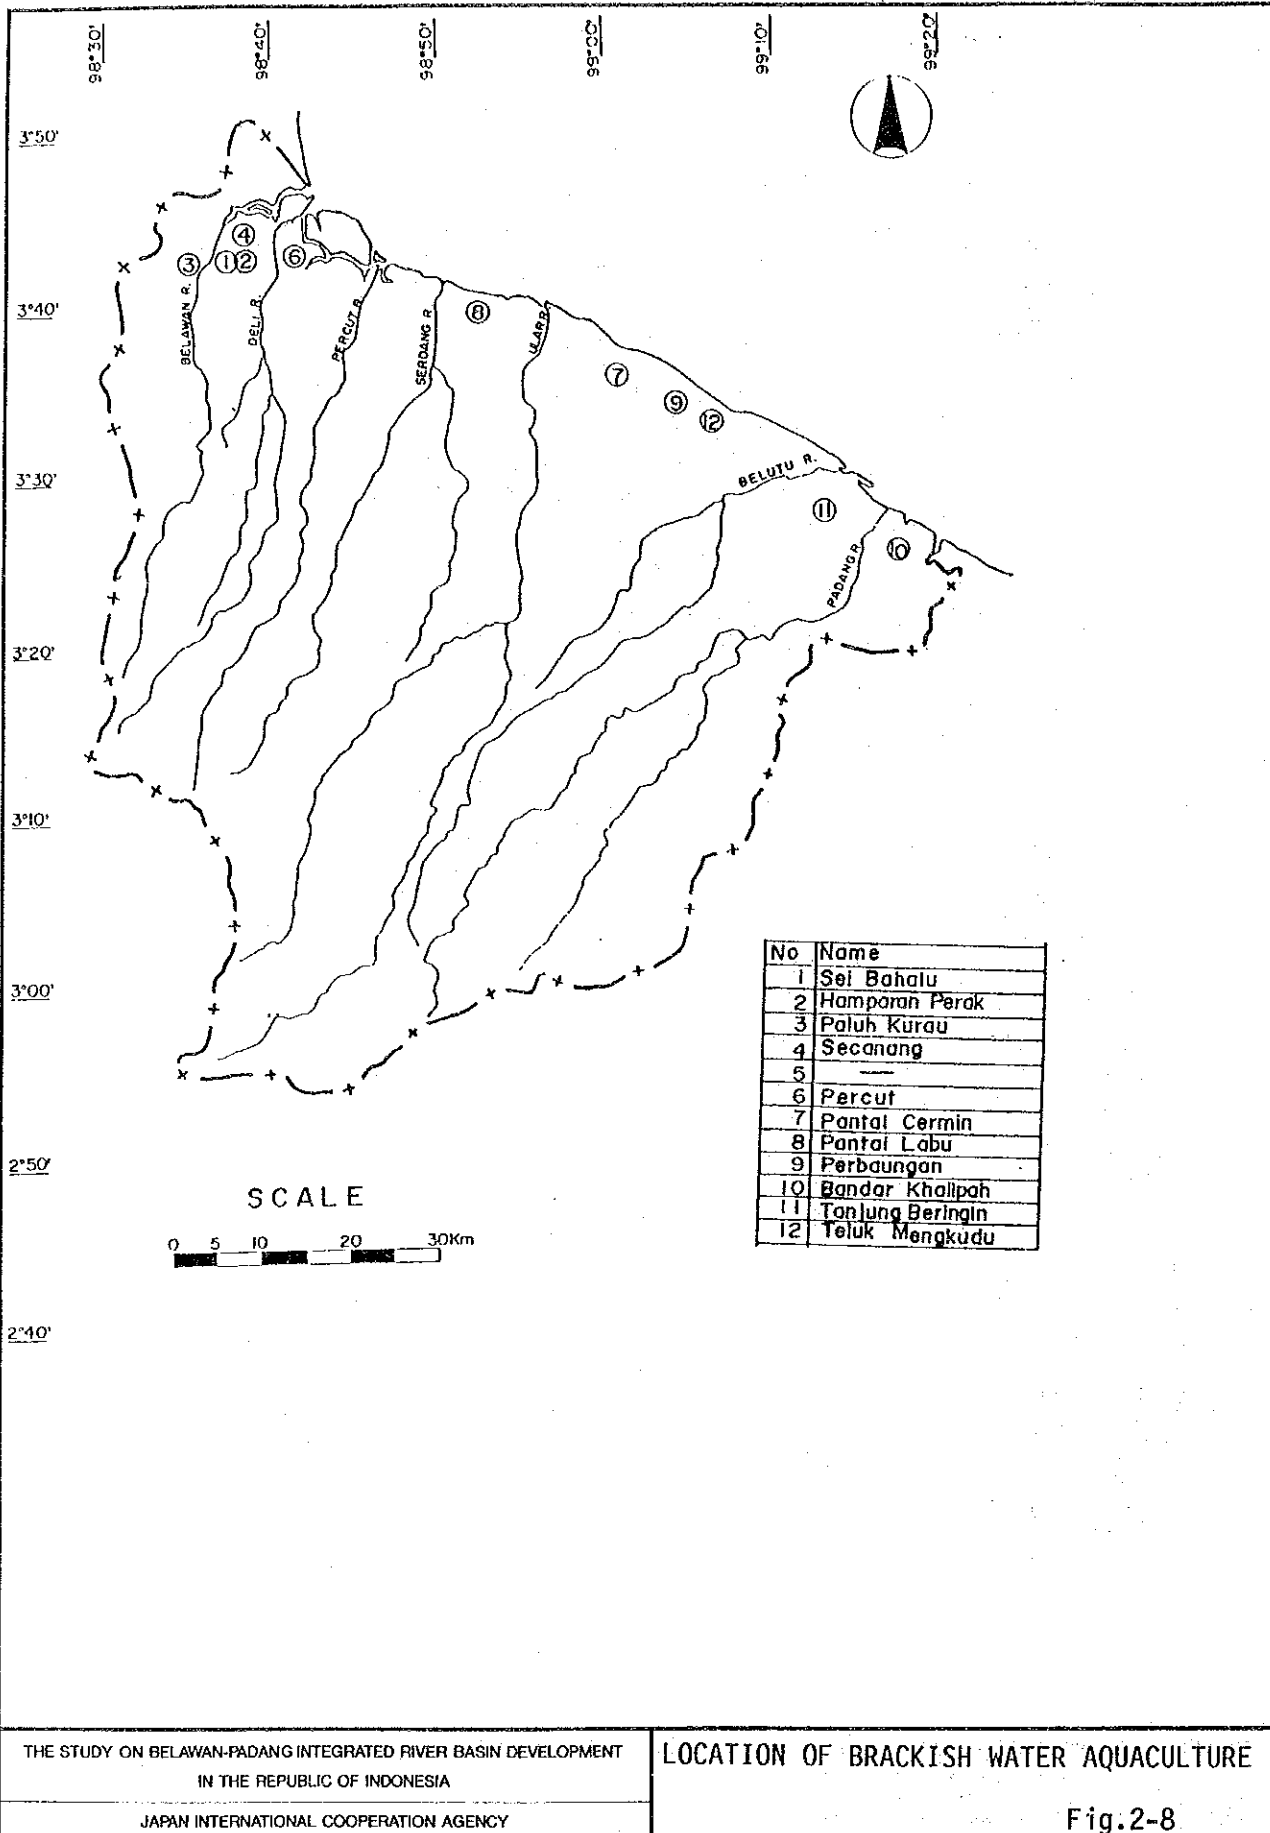 98°30' 98°40' 98°50' 99°00' 99°10' 99°20'
3°50'
3°40'
3°30'
3°20'
3°10'
3°00'
2°50'
2°40'
4
3 1 2 6
8
7
9
12
11
10
BELAWAN R.
DELI R.
PERCUT R.
SERDANG R.
ULAR R.
BELUTU R.
PADANG R.
No Name
1 Sei Bahalu
2 Hamparan Perak
3 Paluh Kurau
4 Secanang
5 —
6 Percut
7 Pantai Cermin
8 Pantai Labu
9 Perbaungan
10 Bandar Khalipah
11 Tanjung Beringin
12 Teluk Mengkudu
SCALE
0 5 10 20 30Km
THE STUDY ON BELAWAN-PADANG INTEGRATED RIVER BASIN DEVELOPMENT
IN THE REPUBLIC OF INDONESIA
JAPAN INTERNATIONAL COOPERATION AGENCY
LOCATION OF BRACKISH WATER AQUACULTURE
Fig.2-8